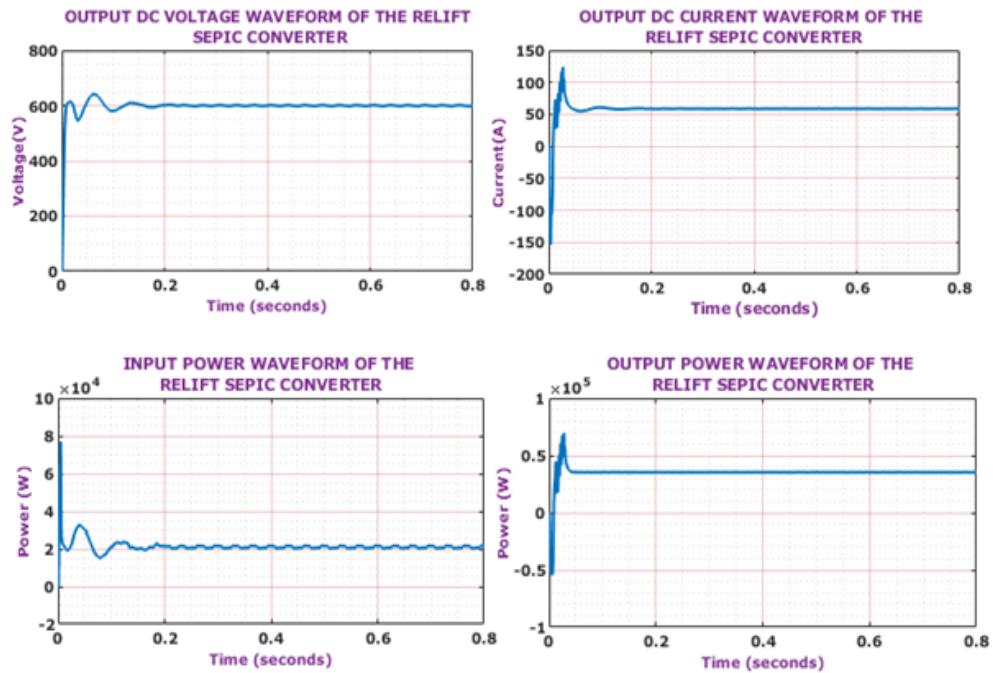 OUTPUT DC VOLTAGE WAVEFORM OF THE RELIFT
SEPIC CONVERTER
800
600
400
200
0
Voltage(V)
0
0.2
0.4
0.6
0.8
Time (seconds)
OUTPUT DC CURRENT WAVEFORM OF THE
RELIFT SEPIC CONVERTER
150
100
50
0
-50
-100
-150
-200
Current(A)
0
0.2
0.4
0.6
0.8
Time (seconds)
INPUT POWER WAVEFORM OF THE
RELIFT SEPIC CONVERTER
×10⁴
10
8
6
4
2
0
-2
Power (W)
0
0.2
0.4
0.6
0.8
Time (seconds)
OUTPUT POWER WAVEFORM OF THE
RELIFT SEPIC CONVERTER
×10⁵
1
0.5
0
-0.5
-1
Power (W)
0
0.2
0.4
0.6
0.8
Time (seconds)